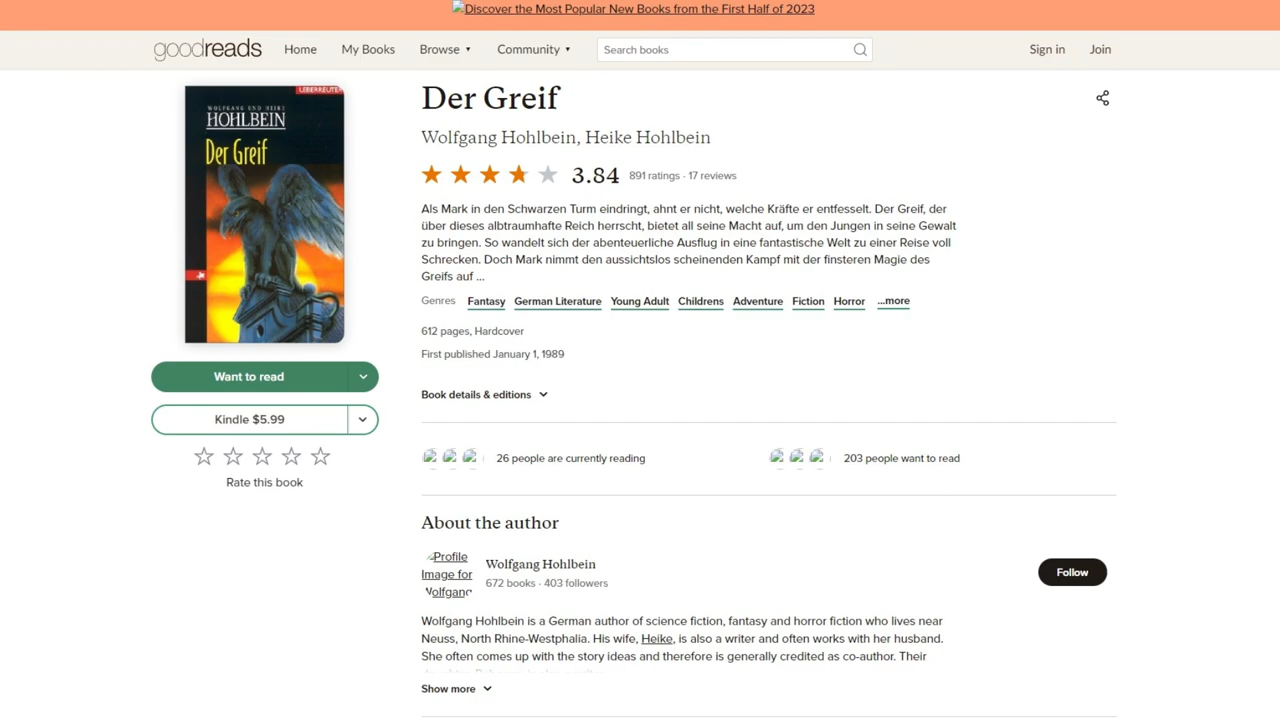 Discover the Most Popular New Books from the First Half of 2023
goodreads Home My Books Browse ▼ Community ▼ Search books Sign in Join
UEBERREUTER
WOLFGANG UND HEIKE
HOHLBEIN
Der Greif
Der Greif
Wolfgang Hohlbein, Heike Hohlbein
3.84 891 ratings · 17 reviews
Als Mark in den Schwarzen Turm eindringt, ahnt er nicht, welche Kräfte er entfesselt. Der Greif, der
über dieses albtraumhafte Reich herrscht, bietet all seine Macht auf, um den Jungen in seine Gewalt
zu bringen. So wandelt sich der abenteuerliche Ausflug in eine fantastische Welt zu einer Reise voll
Schrecken. Doch Mark nimmt den aussichtslos scheinenden Kampf mit der finsteren Magie des
Greifs auf ...
Genres Fantasy German Literature Young Adult Childrens Adventure Fiction Horror ...more
612 pages, Hardcover
First published January 1, 1989
Want to read
Kindle $5.99
Rate this book
Book details & editions
26 people are currently reading
203 people want to read
About the author
Profile
Image for
Wolfgang
Wolfgang Hohlbein
672 books · 403 followers
Follow
Wolfgang Hohlbein is a German author of science fiction, fantasy and horror fiction who lives near
Neuss, North Rhine-Westphalia. His wife, Heike, is also a writer and often works with her husband.
She often comes up with the story ideas and therefore is generally credited as co-author. Their
Show more